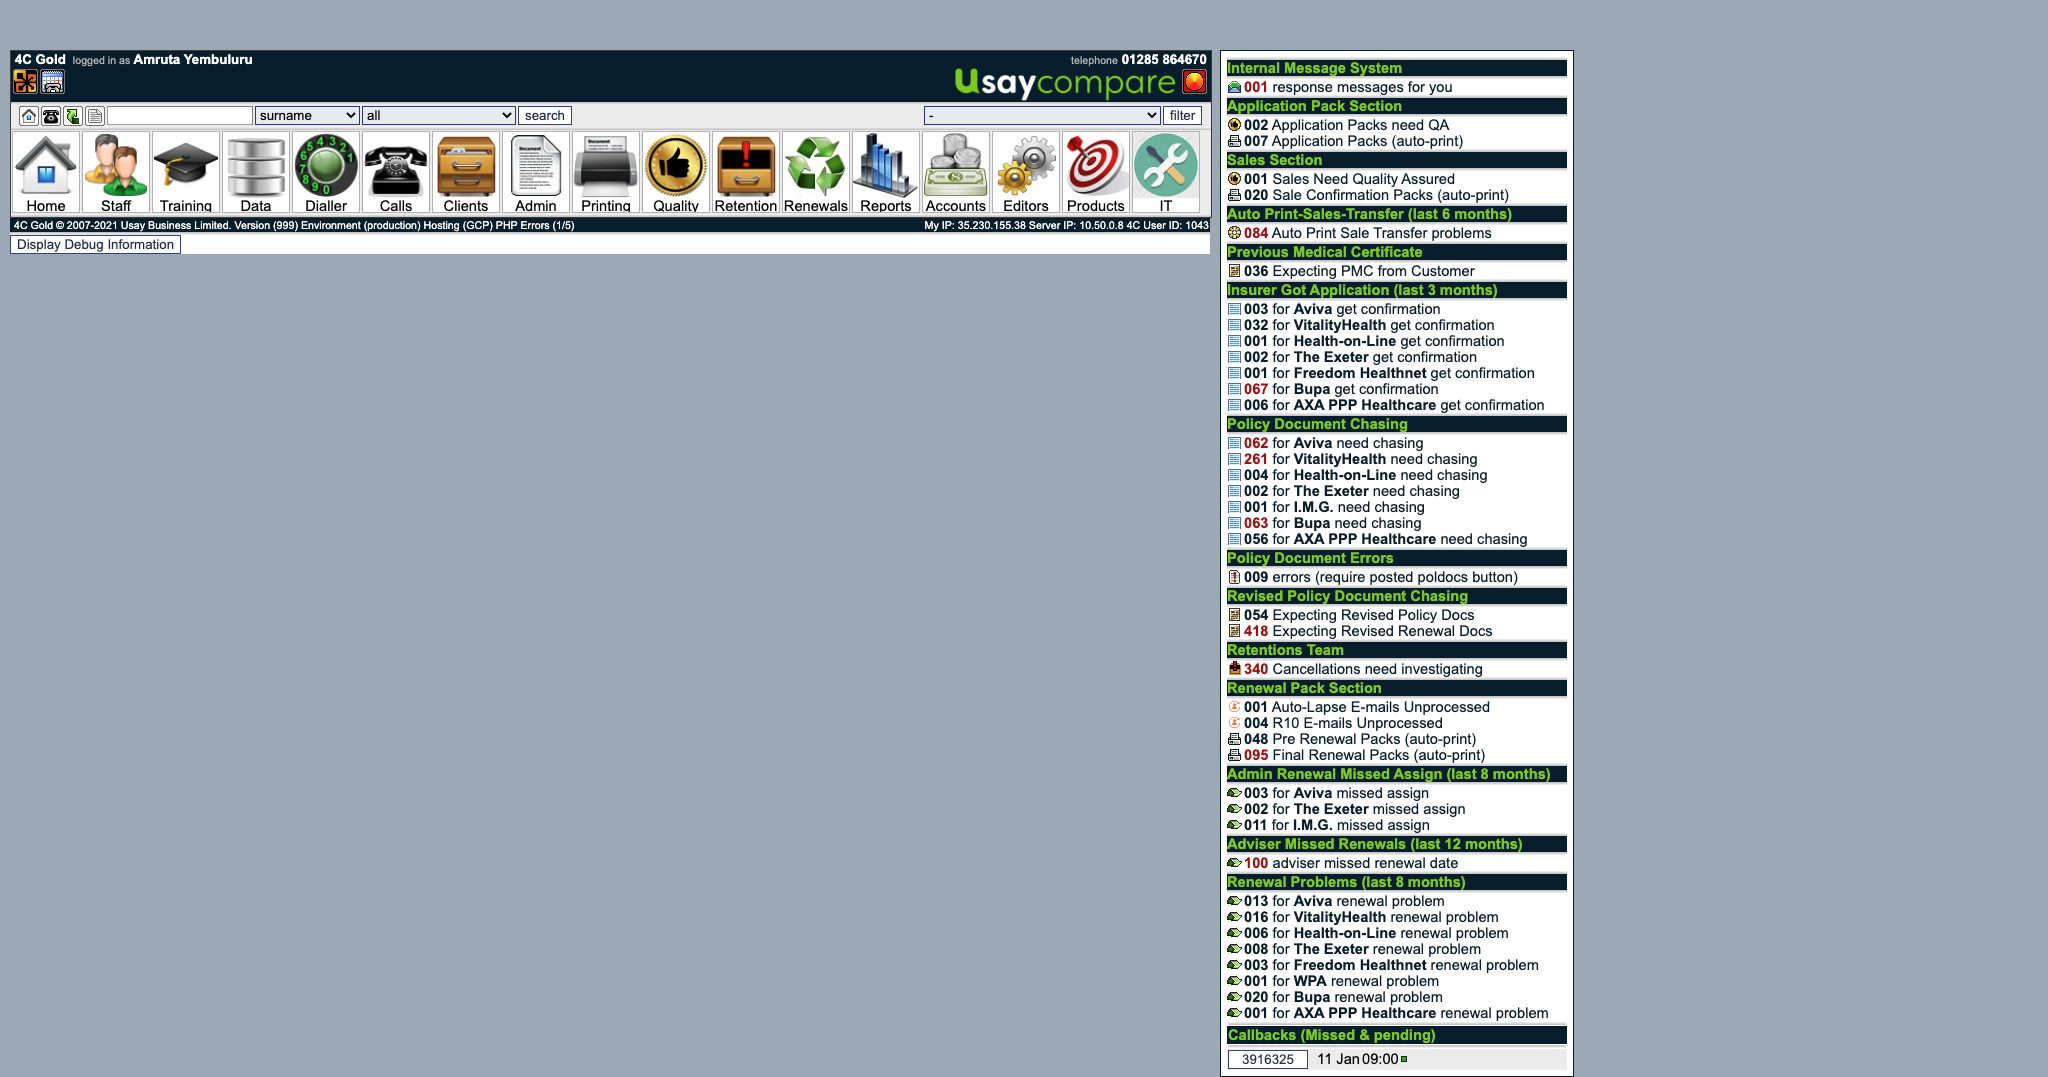 4C Gold logged in as Amruta Yembuluru
telephone 01285 864670
Usaycompare
surname
all
search
-
filter
Home
Staff
Training
Data
Dialler
Calls
Clients
Admin
Printing
Quality
Retention
Renewals
Reports
Accounts
Editors
Products
IT
4C Gold © 2007-2021 Usay Business Limited. Version (999) Environment (production) Hosting (GCP) PHP Errors (1/5)
My IP: 35.230.155.38 Server IP: 10.50.0.8 4C User ID: 1043
Display Debug Information
Internal Message System
001 response messages for you
Application Pack Section
002 Application Packs need QA
007 Application Packs (auto-print)
Sales Section
001 Sales Need Quality Assured
020 Sale Confirmation Packs (auto-print)
Auto Print-Sales-Transfer (last 6 months)
084 Auto Print Sale Transfer problems
Previous Medical Certificate
036 Expecting PMC from Customer
Insurer Got Application (last 3 months)
003 for Aviva get confirmation
032 for VitalityHealth get confirmation
001 for Health-on-Line get confirmation
002 for The Exeter get confirmation
001 for Freedom Healthnet get confirmation
067 for Bupa get confirmation
006 for AXA PPP Healthcare get confirmation
Policy Document Chasing
062 for Aviva need chasing
261 for VitalityHealth need chasing
004 for Health-on-Line need chasing
002 for The Exeter need chasing
001 for I.M.G. need chasing
063 for Bupa need chasing
056 for AXA PPP Healthcare need chasing
Policy Document Errors
009 errors (require posted poldocs button)
Revised Policy Document Chasing
054 Expecting Revised Policy Docs
418 Expecting Revised Renewal Docs
Retentions Team
340 Cancellations need investigating
Renewal Pack Section
001 Auto-Lapse E-mails Unprocessed
004 R10 E-mails Unprocessed
048 Pre Renewal Packs (auto-print)
095 Final Renewal Packs (auto-print)
Admin Renewal Missed Assign (last 8 months)
003 for Aviva missed assign
002 for The Exeter missed assign
011 for I.M.G. missed assign
Adviser Missed Renewals (last 12 months)
100 adviser missed renewal date
Renewal Problems (last 8 months)
013 for Aviva renewal problem
016 for VitalityHealth renewal problem
006 for Health-on-Line renewal problem
008 for The Exeter renewal problem
003 for Freedom Healthnet renewal problem
001 for WPA renewal problem
020 for Bupa renewal problem
001 for AXA PPP Healthcare renewal problem
Callbacks (Missed & pending)
3916325 11 Jan 09:00